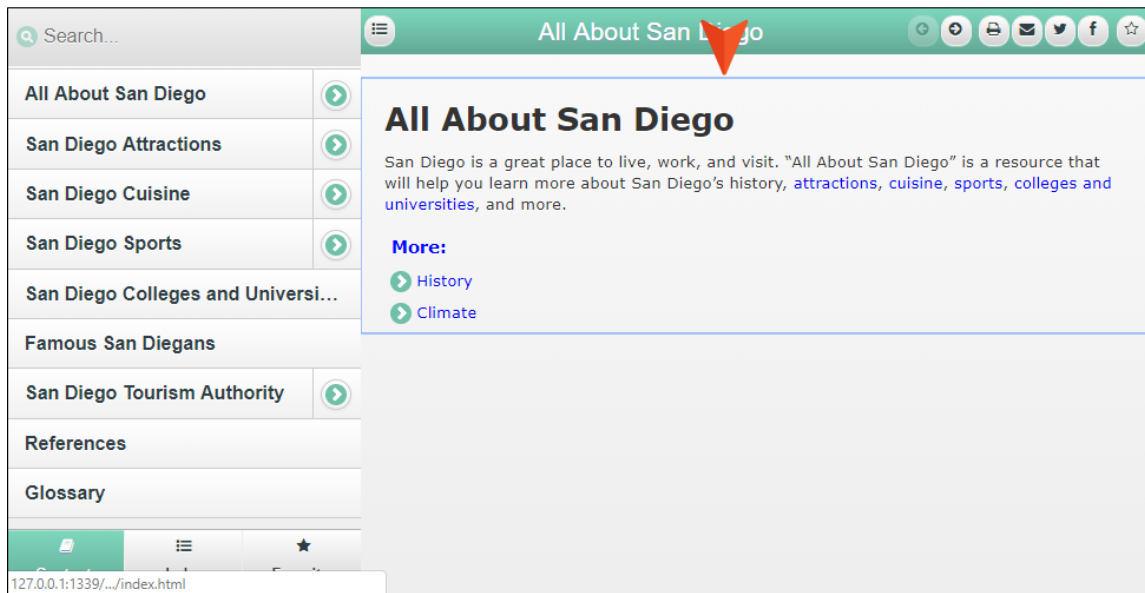 Search...
All About San Diego
San Diego Attractions
San Diego Cuisine
San Diego Sports
San Diego Colleges and Universi...
Famous San Diegans
San Diego Tourism Authority
References
Glossary
127.0.0.1:1339/.../index.html
All About San Diego
All About San Diego
San Diego is a great place to live, work, and visit. “All About San Diego” is a resource that
will help you learn more about San Diego’s history, attractions, cuisine, sports, colleges and
universities, and more.
More:
History
Climate